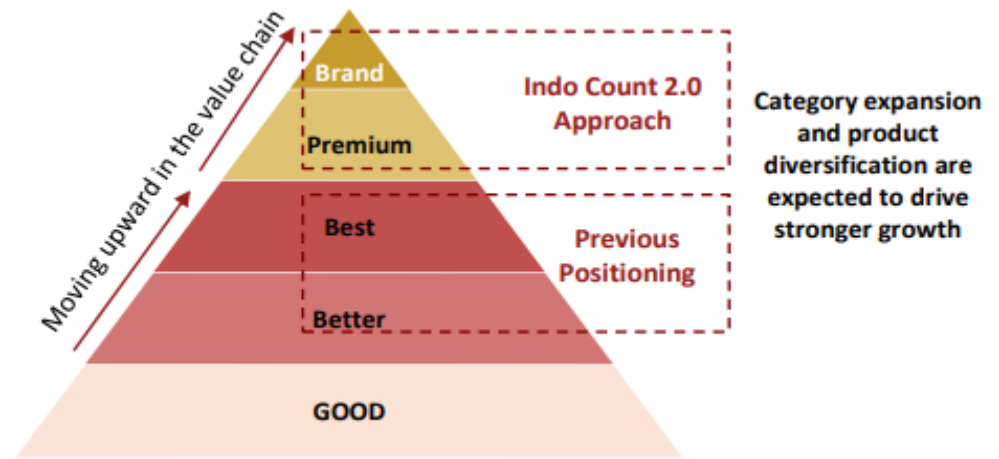 Moving upward in the value chain
Brand
Premium
Best
Better
GOOD
Indo Count 2.0
Approach
Previous
Positioning
Category expansion
and product
diversification are
expected to drive
stronger growth